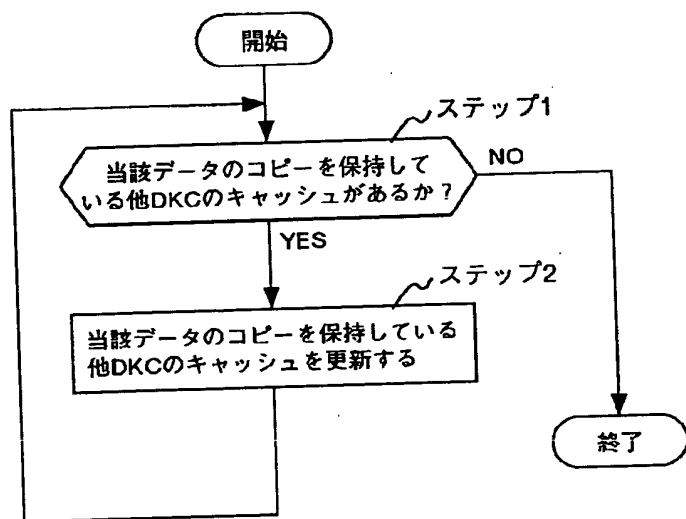 開始
ステップ1
当該データのコピーを保持して
いる他DKCのキャッシュがあるか？
NO
YES
ステップ2
当該データのコピーを保持している
他DKCのキャッシュを更新する
終了